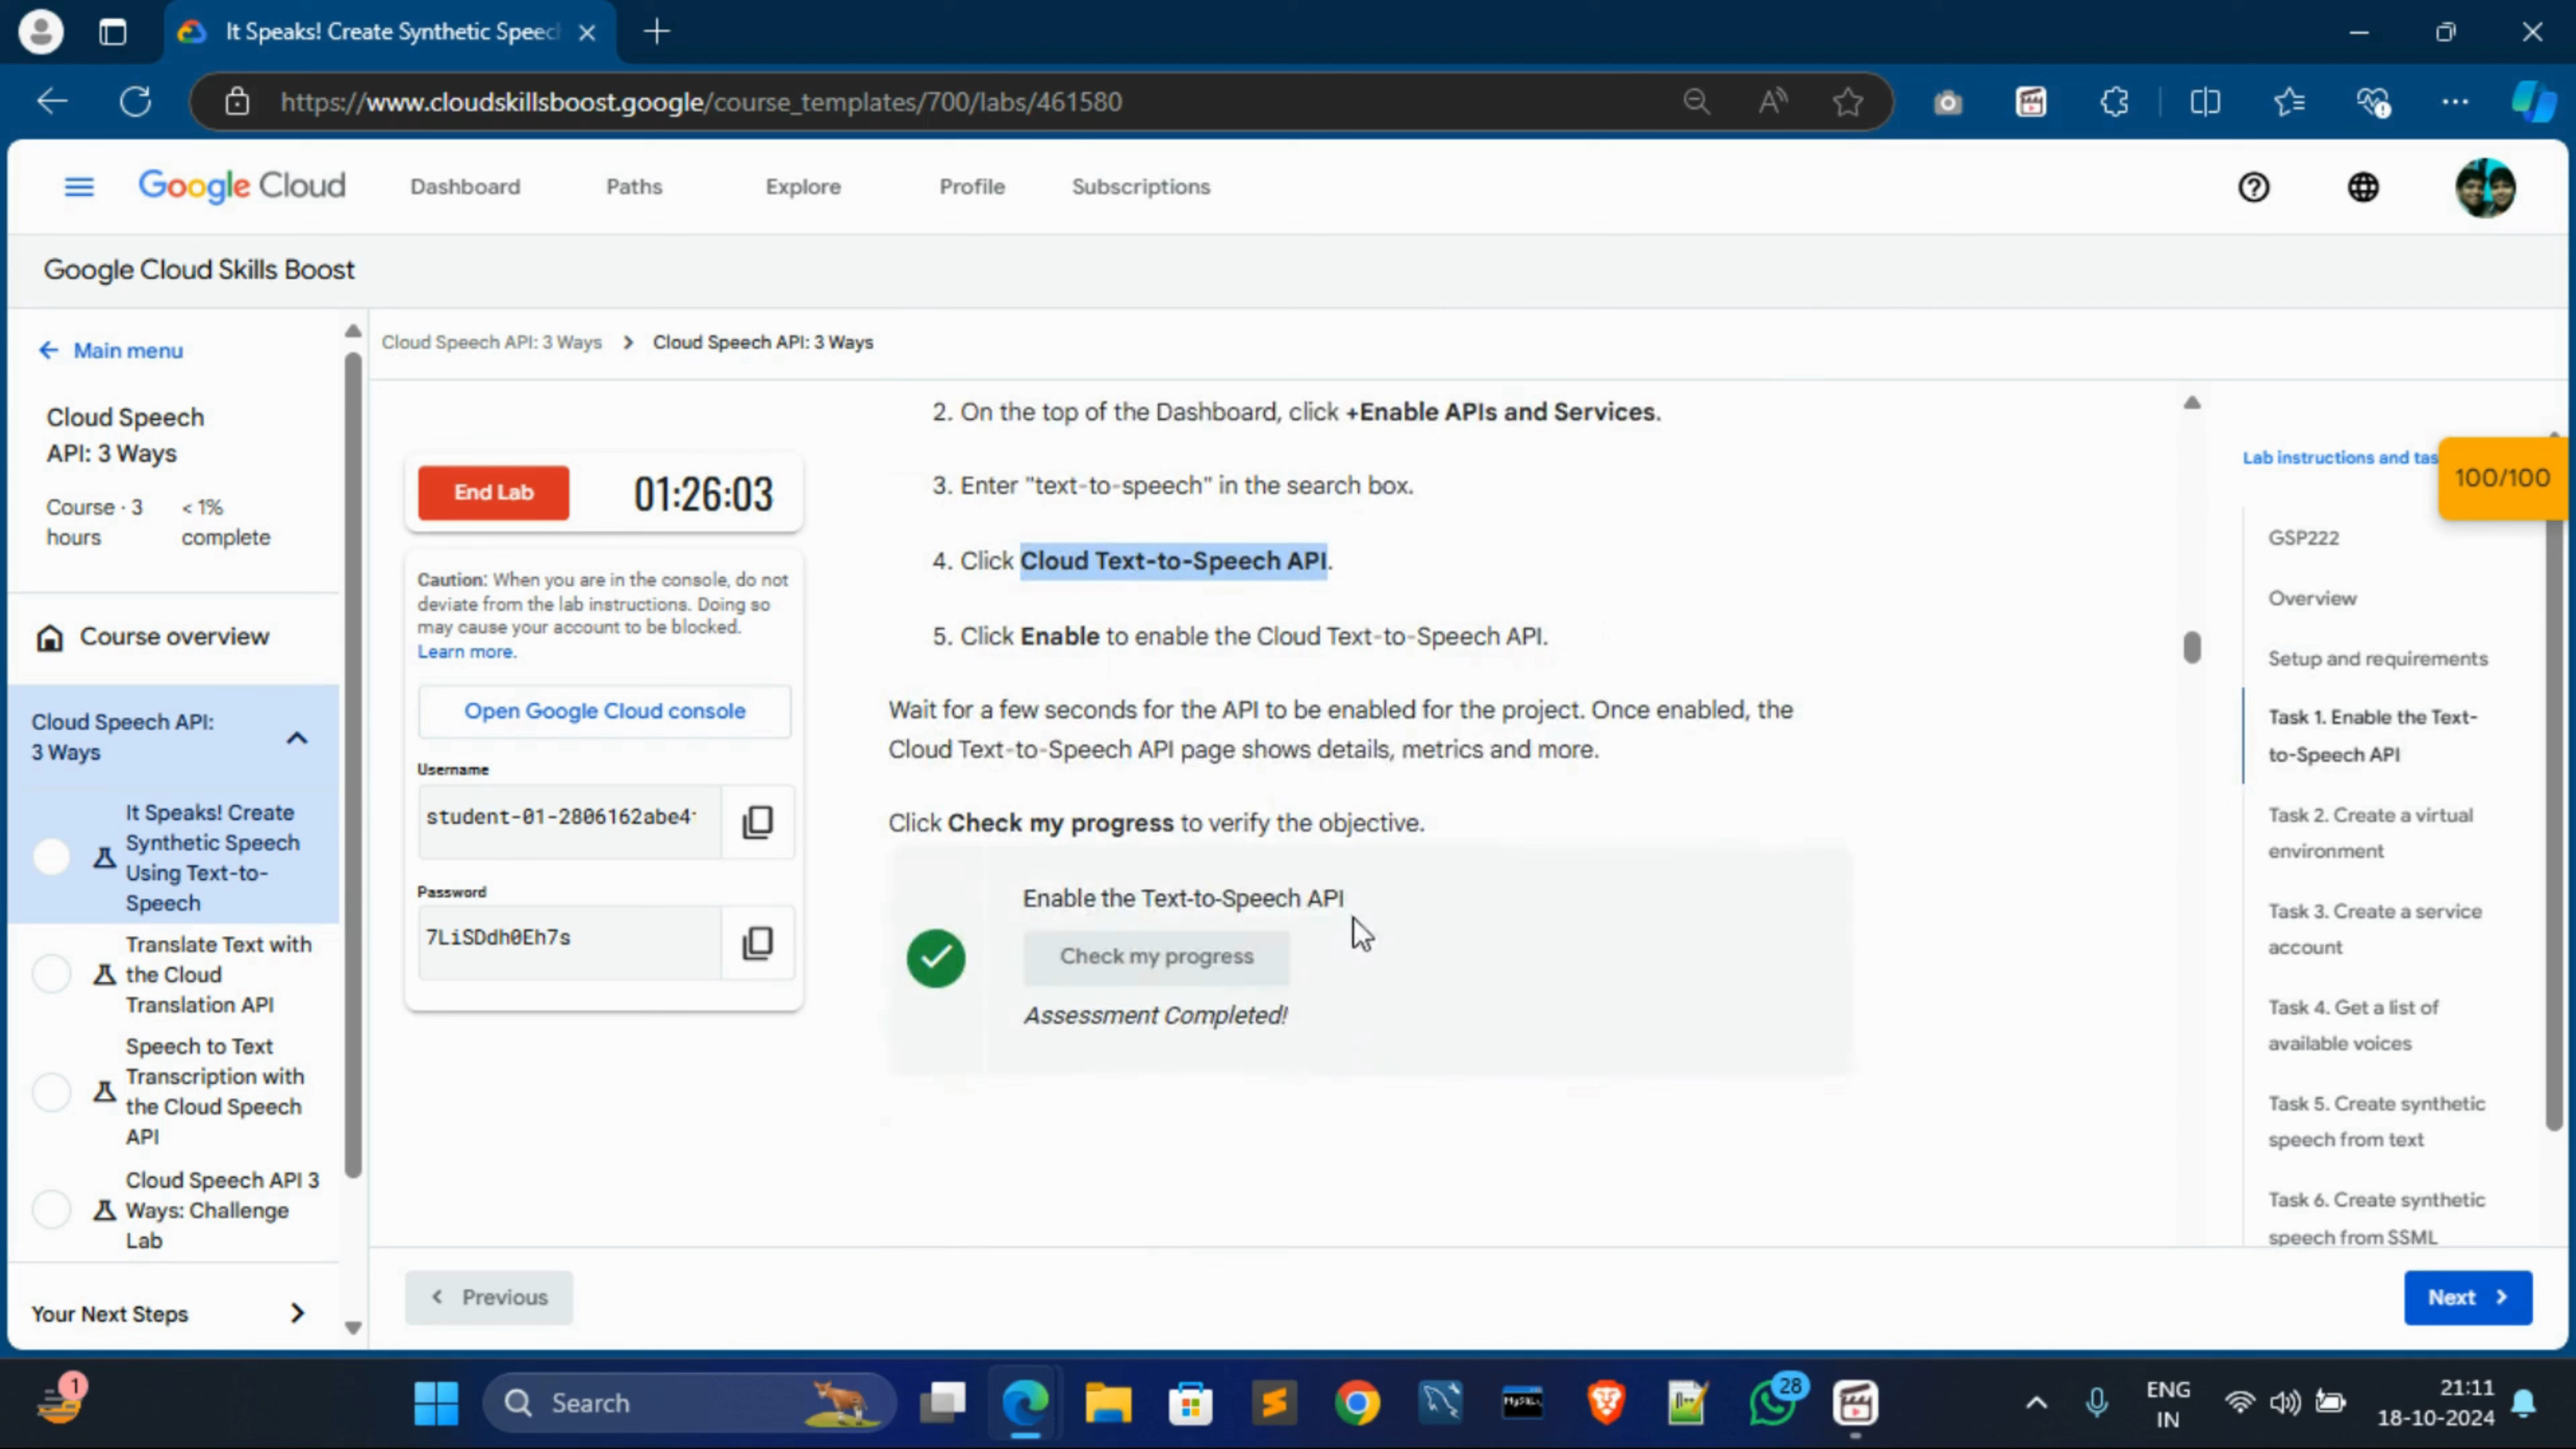 It Speaks! Create Synthetic Speec
https://www.cloudskillsboost.google/course_templates/700/labs/461580
Google Cloud
Dashboard
Paths
Explore
Profile
Subscriptions
Google Cloud Skills Boost
Main menu
Cloud Speech
API: 3 Ways
Course · 3
hours
< 1%
complete
Course overview
Cloud Speech API:
3 Ways
It Speaks! Create
Synthetic Speech
Using Text-to-
Speech
Translate Text with
the Cloud
Translation API
Speech to Text
Transcription with
the Cloud Speech
API
Cloud Speech API 3
Ways: Challenge
Lab
Your Next Steps
Cloud Speech API: 3 Ways > Cloud Speech API: 3 Ways
End Lab
01:26:03
Caution: When you are in the console, do not
deviate from the lab instructions. Doing so
may cause your account to be blocked.
Learn more.
Open Google Cloud console
Username
student-01-2806162abe4
Password
7LiSDdh0Eh7s
2. On the top of the Dashboard, click +Enable APIs and Services.
3. Enter "text-to-speech" in the search box.
4. Click Cloud Text-to-Speech API.
5. Click Enable to enable the Cloud Text-to-Speech API.
Wait for a few seconds for the API to be enabled for the project. Once enabled, the
Cloud Text-to-Speech API page shows details, metrics and more.
Click Check my progress to verify the objective.
Enable the Text-to-Speech API
Check my progress
Assessment Completed!
Lab instructions and tas
100/100
GSP222
Overview
Setup and requirements
Task 1. Enable the Text-
to-Speech API
Task 2. Create a virtual
environment
Task 3. Create a service
account
Task 4. Get a list of
available voices
Task 5. Create synthetic
speech from text
Task 6. Create synthetic
speech from SSML
Previous
Next
1
Search
MySQL
28
ENG
IN
21:11
18-10-2024